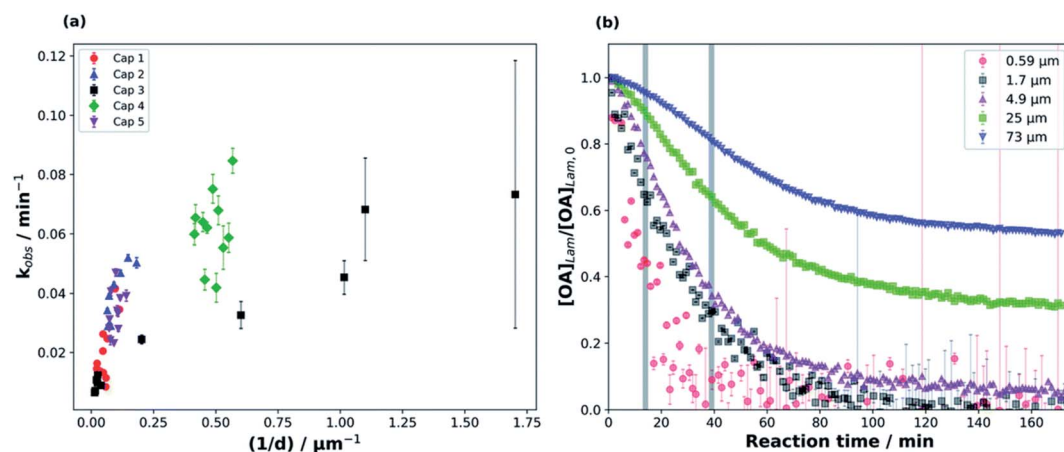 (a)
Cap 1
Cap 2
Cap 3
Cap 4
Cap 5
0.12
0.10
0.08
0.06
0.04
0.02
k_obs / min⁻¹
0.00 0.25 0.50 0.75 1.00 1.25 1.50 1.75
(1/d) / μm⁻¹
(b)
0.59 μm
1.7 μm
4.9 μm
25 μm
73 μm
1.0
0.8
0.6
0.4
0.2
0.0
[OA]_Lam/[OA]_Lam, 0
0 20 40 60 80 100 120 140 160
Reaction time / min